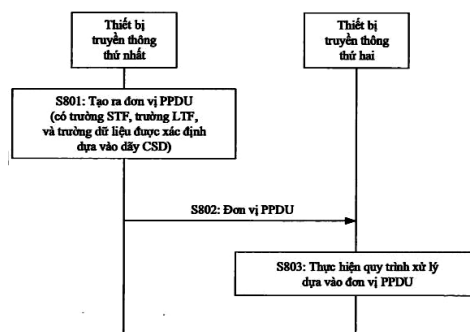 Thiết bị
truyền thông
thứ nhất
Thiết bị
truyền thông
thứ hai
S801: Tạo ra đơn vị PPDU
(có trường STF, trường LTF,
và trường dữ liệu được xác định
dựa vào dãy CSD)
S802: Đơn vị PPDU
S803: Thực hiện quy trình xử lý
dựa vào đơn vị PPDU